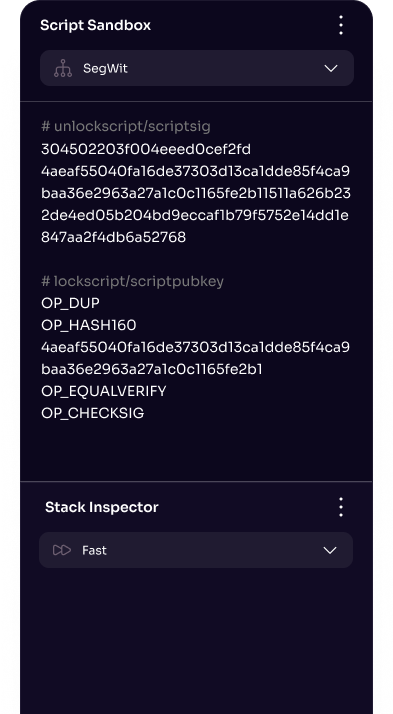 Script Sandbox
SegWit
# unlockscript/scriptsig
304502203f004eeed0cef2fd
4aeaf55040fa16de37303d13ca1dde85f4ca9
baa36e2963a27a1c0c1165fe2b11511a626b23
2de4ed05b204bd9eccaf1b79f5752e14dd1e
847aa2f4db6a52768
# lockscript/scriptpubkey
OP_DUP
OP_HASH160
4aeaf55040fa16de37303d13ca1dde85f4ca9
baa36e2963a27a1c0c1165fe2b1
OP_EQUALVERIFY
OP_CHECKSIG
Stack Inspector
Fast